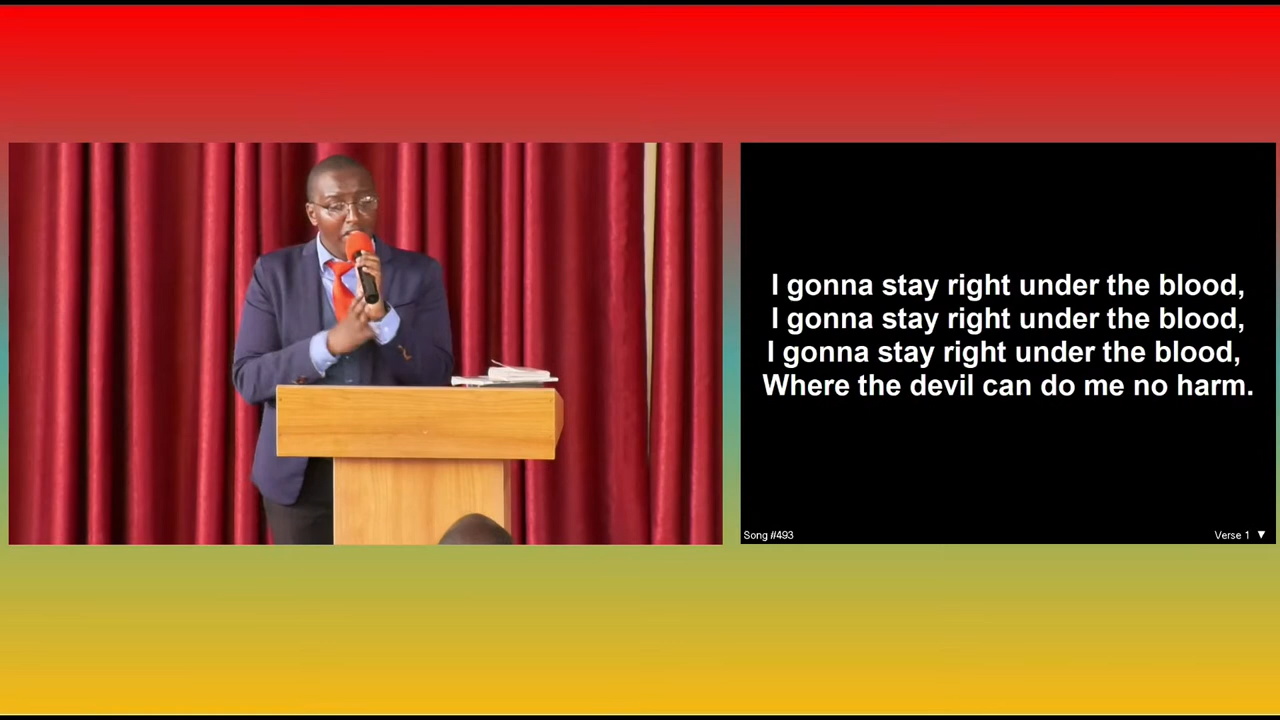 I gonna stay right under the blood,
I gonna stay right under the blood,
I gonna stay right under the blood,
Where the devil can do me no harm.
Song #493
Verse 1 ▼